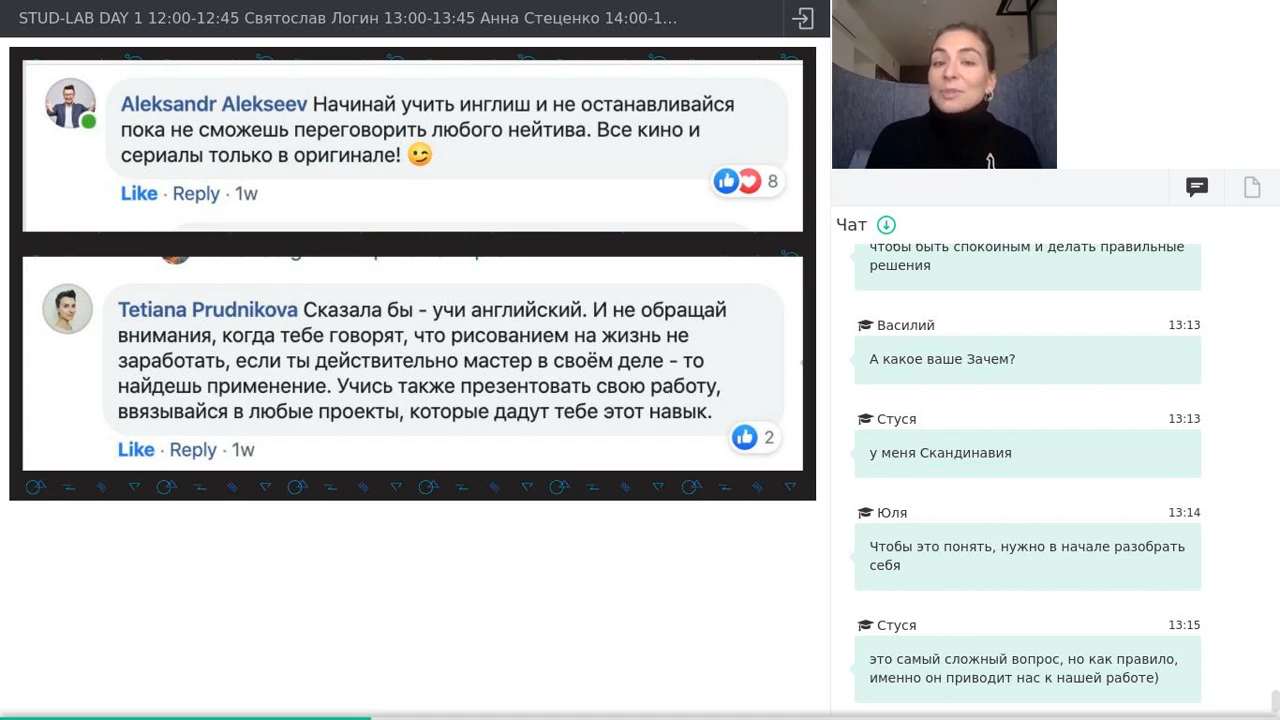 STUD-LAB DAY 1 12:00-12:45 Святослав Логин 13:00-13:45 Анна Стеценко 14:00-1...
Aleksandr Alekseev Начинай учить инглиш и не останавливайся
пока не сможешь переговорить любого нейтива. Все кино и
сериалы только в оригинале! 😉
8
Like · Reply · 1w
Tetiana Prudnikova Сказала бы - учи английский. И не обращай
внимания, когда тебе говорят, что рисованием на жизнь не
заработать, если ты действительно мастер в своём деле - то
найдешь применение. Учись также презентовать свою работу,
ввязывайся в любые проекты, которые дадут тебе этот навык.
2
Like · Reply · 1w
Чат
чтобы быть спокойным и делать правильные
решения
Василий 13:13
А какое ваше Зачем?
Стуся 13:13
у меня Скандинавия
Юля 13:14
Чтобы это понять, нужно в начале разобрать
себя
Стуся 13:15
это самый сложный вопрос, но как правило,
именно он приводит нас к нашей работе)